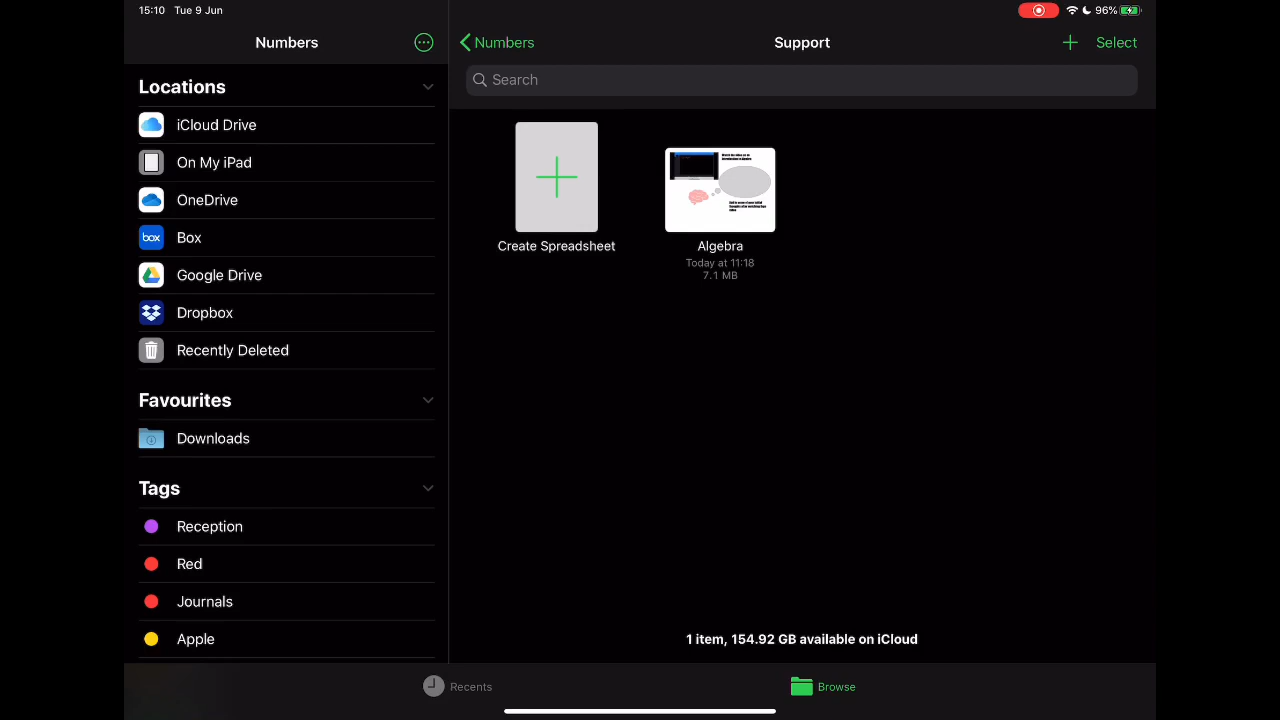 15:10 Tue 9 Jun
96%
Numbers
Locations
iCloud Drive
On My iPad
OneDrive
box
Box
Google Drive
Dropbox
Recently Deleted
Favourites
Downloads
Tags
Reception
Red
Journals
Apple
Numbers
Support
Select
Search
Create Spreadsheet
Algebra
Today at 11:18
7.1 MB
1 item, 154.92 GB available on iCloud
Recents
Browse